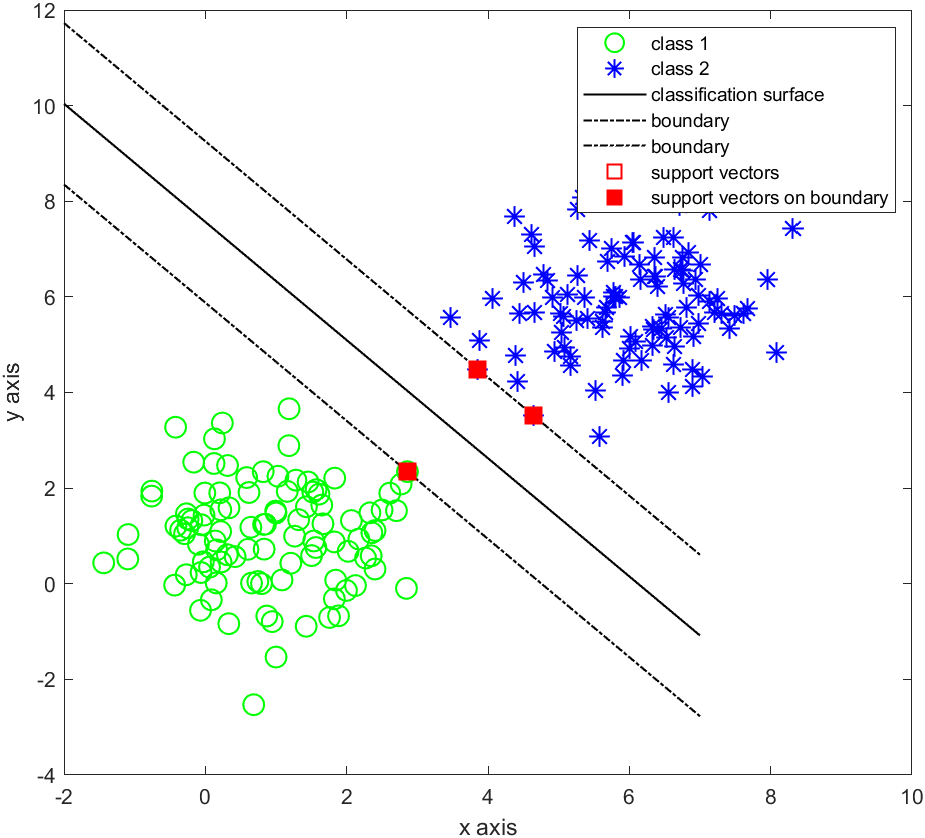 12
10
8
6
4
2
0
-2
-4
y axis
class 1
class 2
classification surface
boundary
boundary
support vectors
support vectors on boundary
-2 0 2 4 6 8 10
x axis